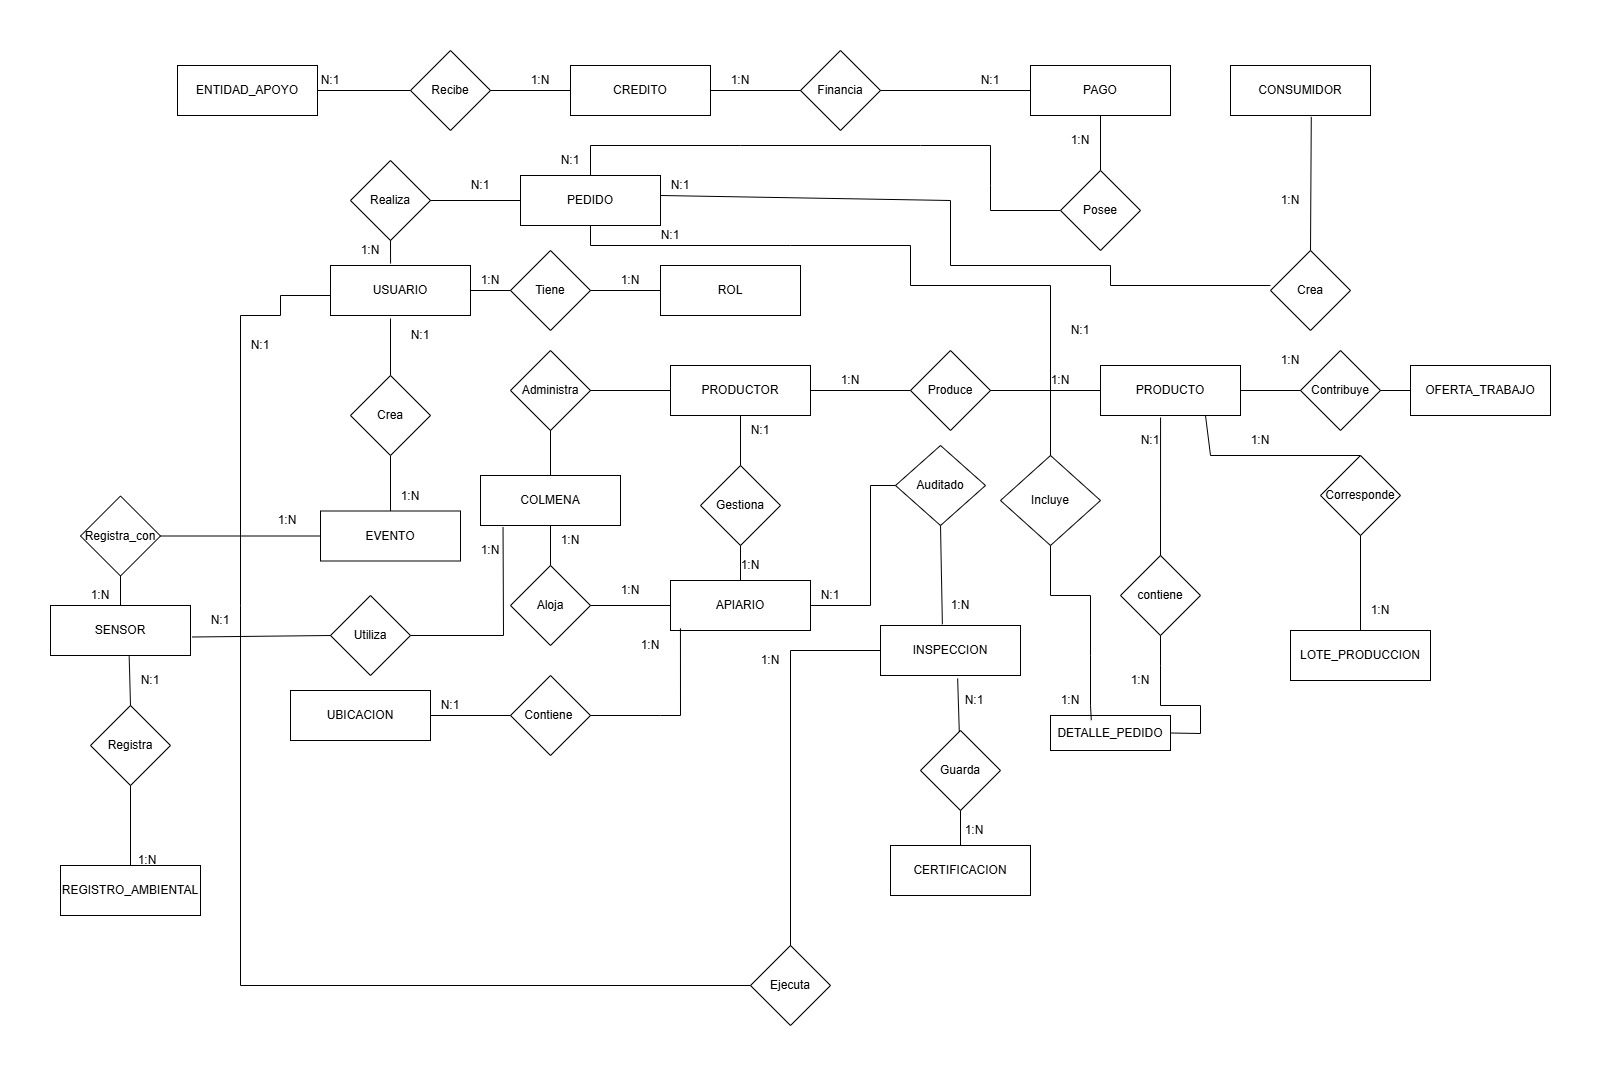 ENTIDAD_APOYO
N:1
Recibe
1:N
CREDITO
1:N
Financia
N:1
PAGO
CONSUMIDOR
1:N
N:1
Realiza
N:1
PEDIDO
N:1
Posee
1:N
N:1
1:N
USUARIO
1:N
Tiene
1:N
ROL
Crea
N:1
N:1
N:1
Administra
PRODUCTOR
1:N
Produce
1:N
PRODUCTO
1:N
Contribuye
OFERTA_TRABAJO
Crea
N:1
N:1
1:N
1:N
COLMENA
Gestiona
Auditado
Incluye
Corresponde
Registra_con
1:N
EVENTO
1:N
1:N
1:N
1:N
N:1
SENSOR
Utiliza
Aloja
1:N
APIARIO
N:1
1:N
contiene
1:N
1:N
1:N
INSPECCION
LOTE_PRODUCCION
N:1
N:1
1:N
1:N
UBICACION
N:1
Contiene
DETALLE_PEDIDO
Registra
Guarda
1:N
1:N
REGISTRO_AMBIENTAL
CERTIFICACION
Ejecuta